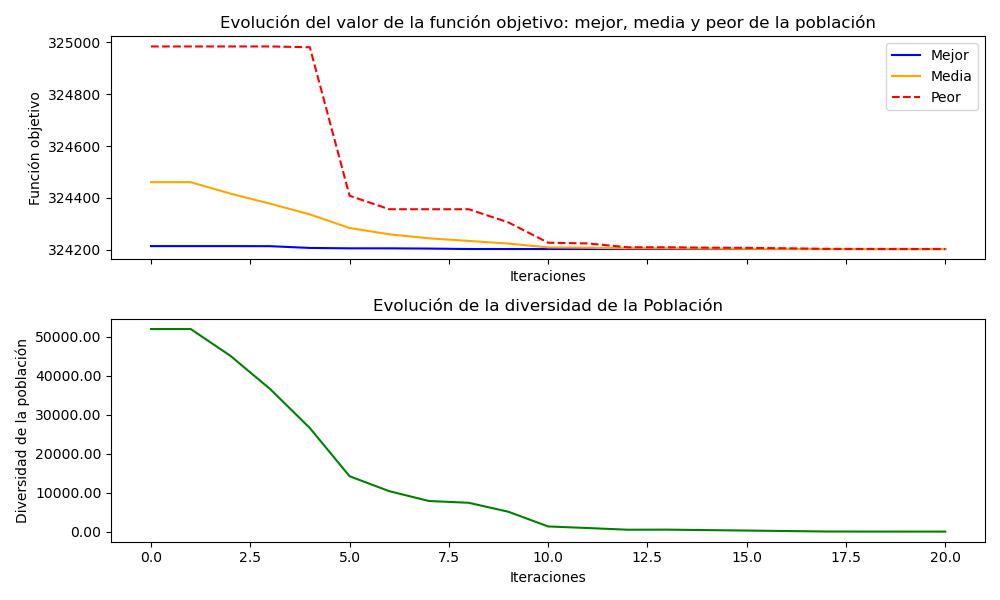 Evolución del valor de la función objetivo: mejor, media y peor de la población
325000
324800
324600
324400
324200
Función objetivo
Mejor
Media
Peor
Iteraciones
Evolución de la diversidad de la Población
50000.00
40000.00
30000.00
20000.00
10000.00
0.00
Diversidad de la población
0.0 2.5 5.0 7.5 10.0 12.5 15.0 17.5 20.0
Iteraciones